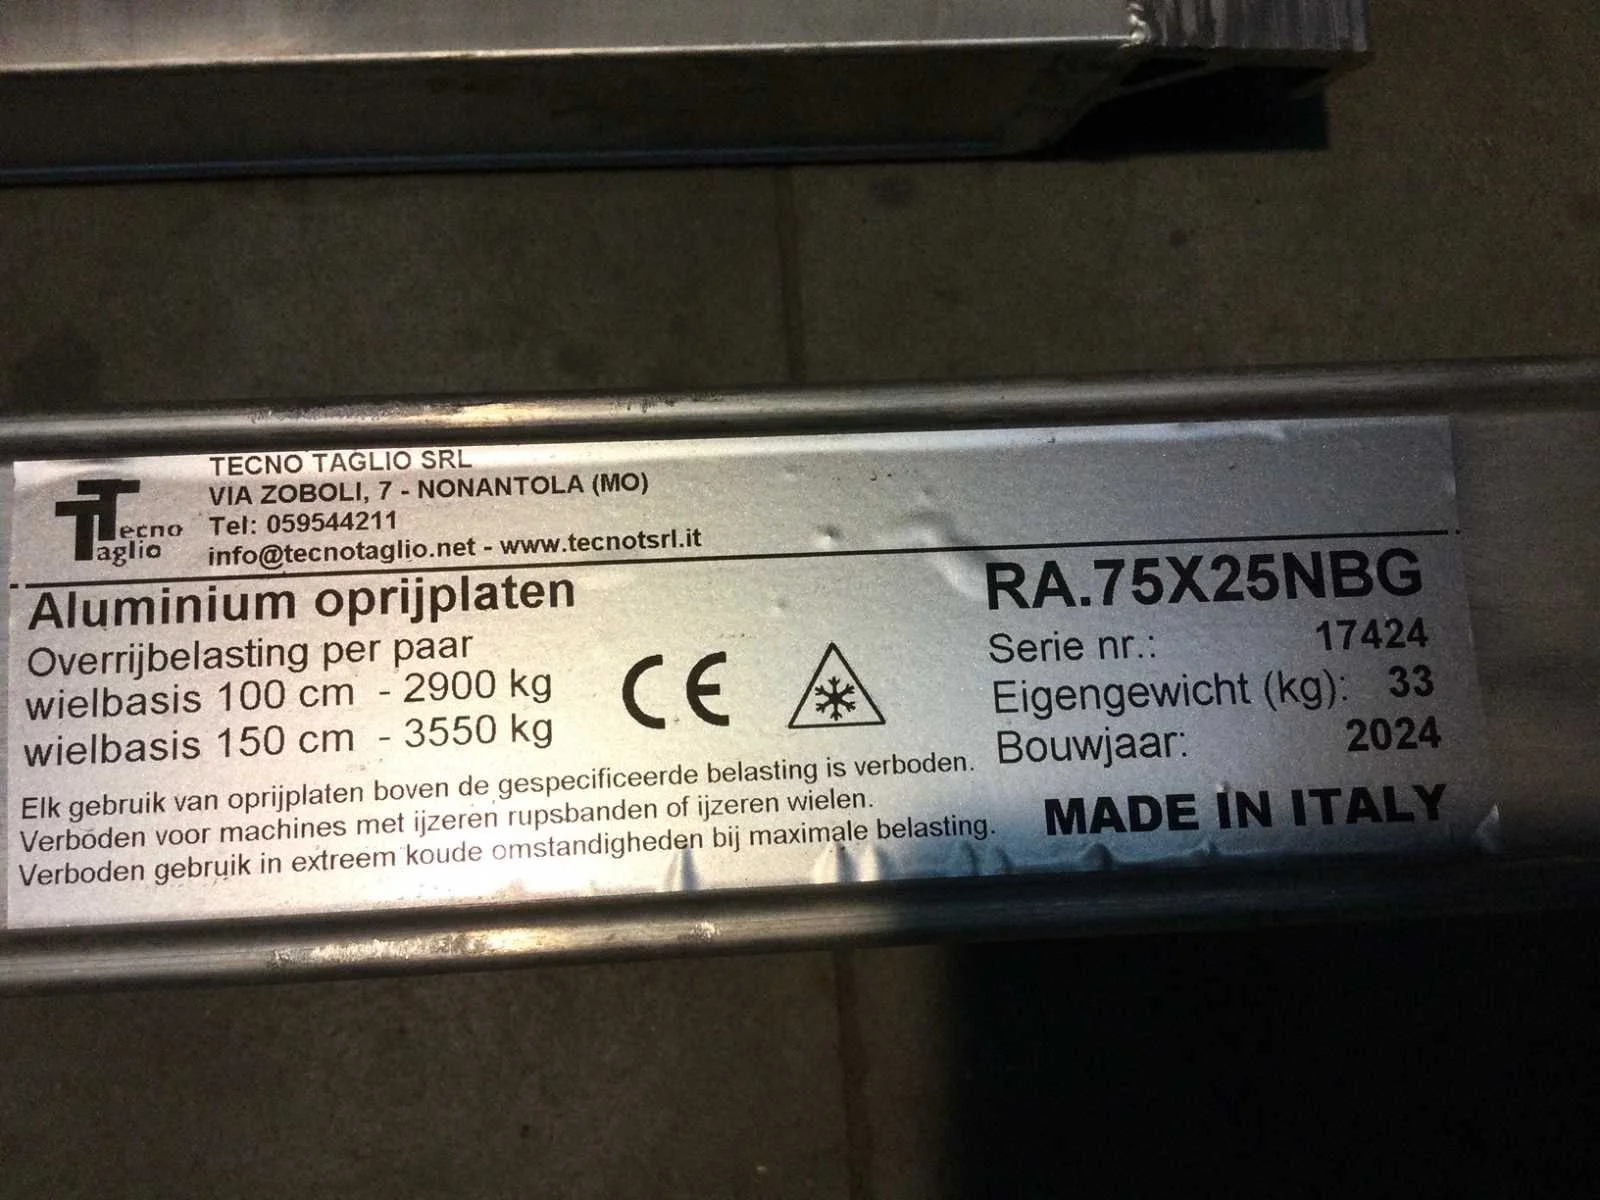 Tecno
Taglio
TECNO TAGLIO SRL
VIA ZOBOLI, 7 - NONANTOLA (MO)
Tel: 059544211
info@tecnotaglio.net - www.tecnotsrl.it
Aluminium oprijplaten
Overrijbelasting per paar
wielbasis 100 cm - 2900 kg
wielbasis 150 cm - 3550 kg
CE
RA.75X25NBG
Serie nr.: 17424
Eigengewicht (kg): 33
Bouwjaar: 2024
Elk gebruik van oprijplaten boven de gespecificeerde belasting is verboden.
Verboden voor machines met ijzeren rupsbanden of ijzeren wielen.
Verboden gebruik in extreem koude omstandigheden bij maximale belasting.
MADE IN ITALY